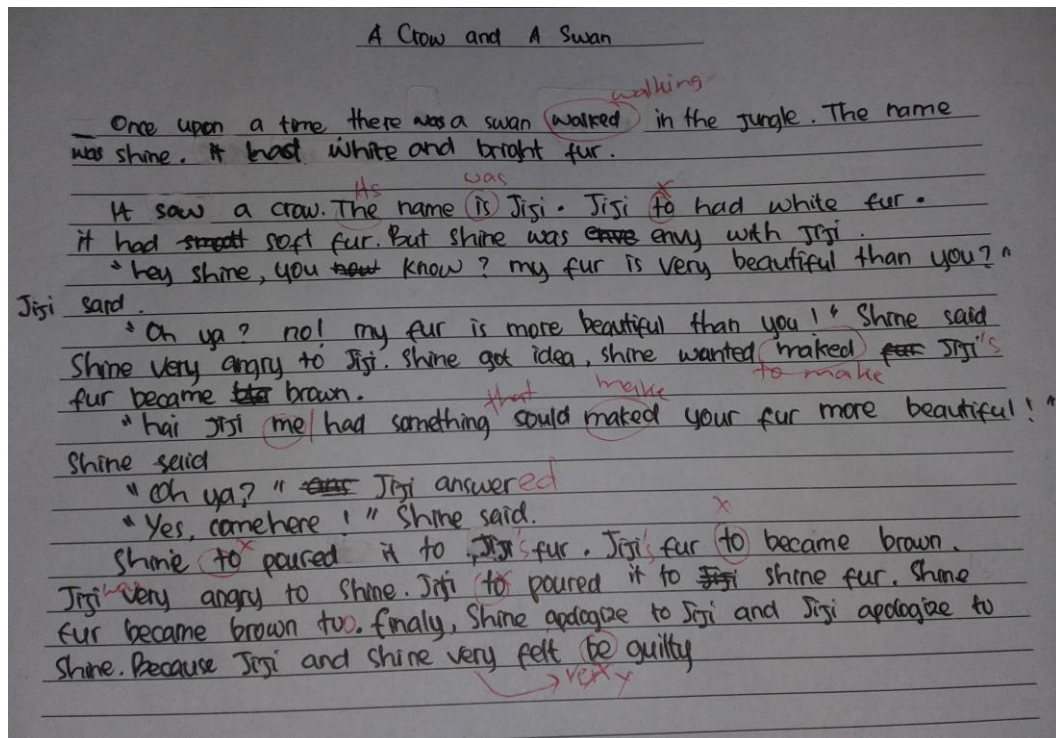 A Crow and A Swan
walking
Once upon a time there was a swan walked in the jungle. The name
was shine. It had white and bright fur.
Its was x
It saw a crow. The name is Jiji. Jiji to had white fur.
it had soft fur. But shine was enve envy with Jiji.
"hey shine, you know? my fur is very beautiful than you?"
Jiji said.
"Oh ya? no! my fur is more beautiful than you!" Shine said
Shine very angry to Jiji. Shine got idea, shine wanted maked fur Jiji's
to make
fur became brown.
that make
"hai Jiji me had something sould maked your fur more beautiful!"
Shine said
"Oh ya?" Jiji answered
"Yes, comehere!" Shine said.
x x
Shine to poured it to Jiji's fur. Jiji's fur to became brown.
Jiji was very angry to Shine. Jiji to poured it to Jiji shine fur. Shine
fur became brown too. finaly, Shine apologize to Jiji and Jiji apologize to
Shine. Because Jiji and shine very felt be guilty
very